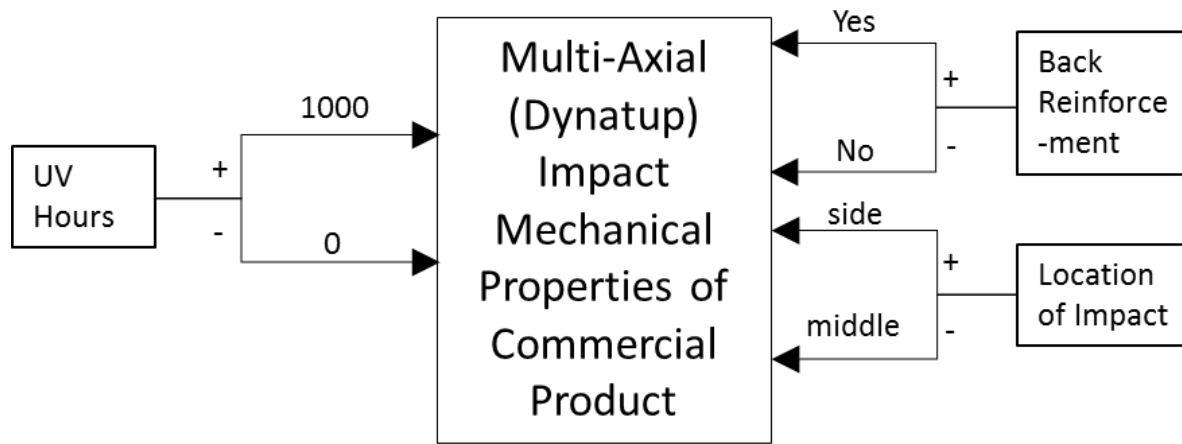 UV
Hours
+
-
1000
0
Multi-Axial
(Dynatup)
Impact
Mechanical
Properties of
Commercial
Product
Yes
No
+
-
Back
Reinforce
-ment
side
middle
+
-
Location
of Impact